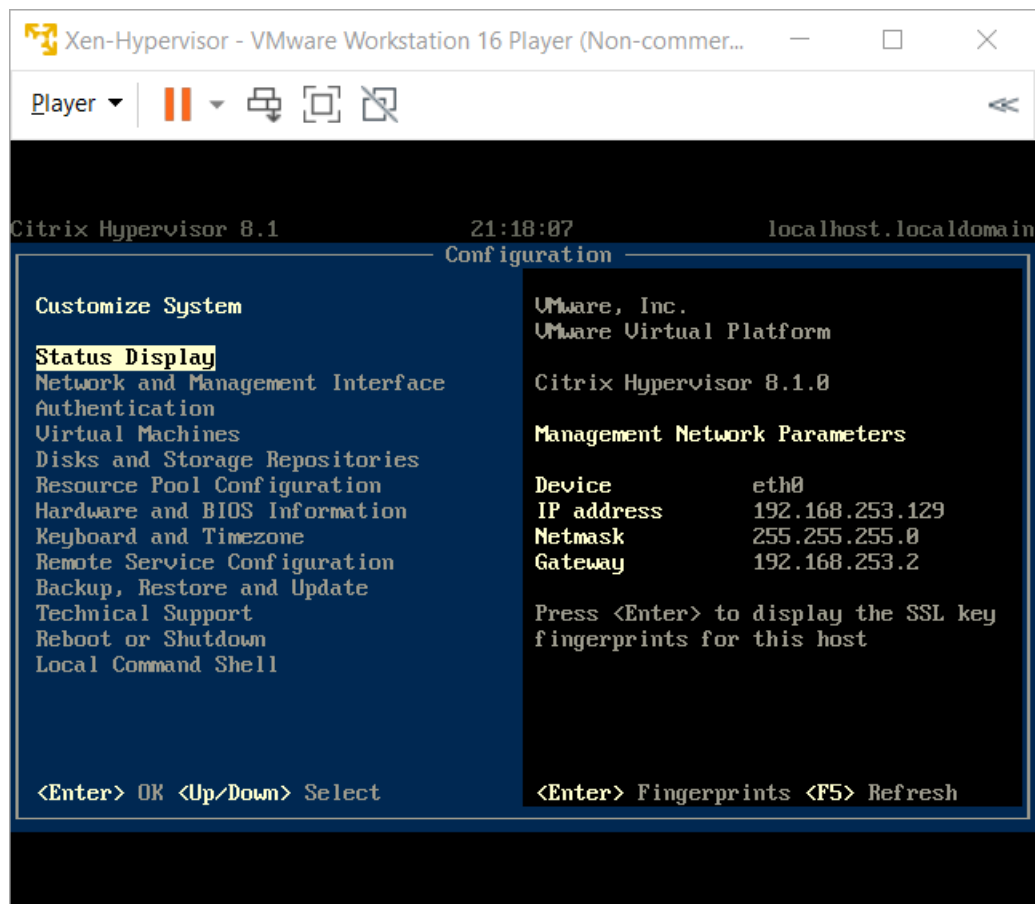 Xen-Hypervisor - VMware Workstation 16 Player (Non-commer...
Player
Citrix Hypervisor 8.1 21:18:07 localhost.localdomain
Configuration
Customize System
Status Display
Network and Management Interface
Authentication
Virtual Machines
Disks and Storage Repositories
Resource Pool Configuration
Hardware and BIOS Information
Keyboard and Timezone
Remote Service Configuration
Backup, Restore and Update
Technical Support
Reboot or Shutdown
Local Command Shell
<Enter> OK <Up/Down> Select
VMware, Inc.
VMware Virtual Platform
Citrix Hypervisor 8.1.0
Management Network Parameters
Device eth0
IP address 192.168.253.129
Netmask 255.255.255.0
Gateway 192.168.253.2
Press <Enter> to display the SSL key
fingerprints for this host
<Enter> Fingerprints <F5> Refresh